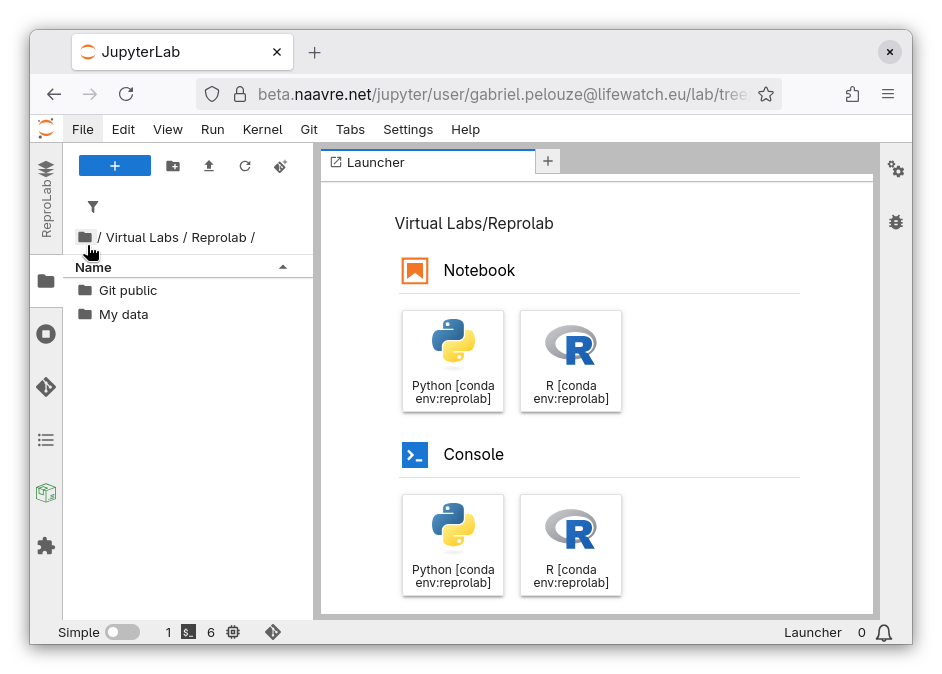 JupyterLab
beta.naavre.net/jupyter/user/gabriel.pelouze@lifewatch.eu/lab/tree/
File Edit View Run Kernel Git Tabs Settings Help
ReproLab
Launcher
/ Virtual Labs / Reprolab /
Name
Git public
My data
Virtual Labs/Reprolab
Notebook
Python [conda
env:reprolab]
R [conda
env:reprolab]
Console
Python [conda
env:reprolab]
R [conda
env:reprolab]
Simple 1 $_ 6 Launcher 0